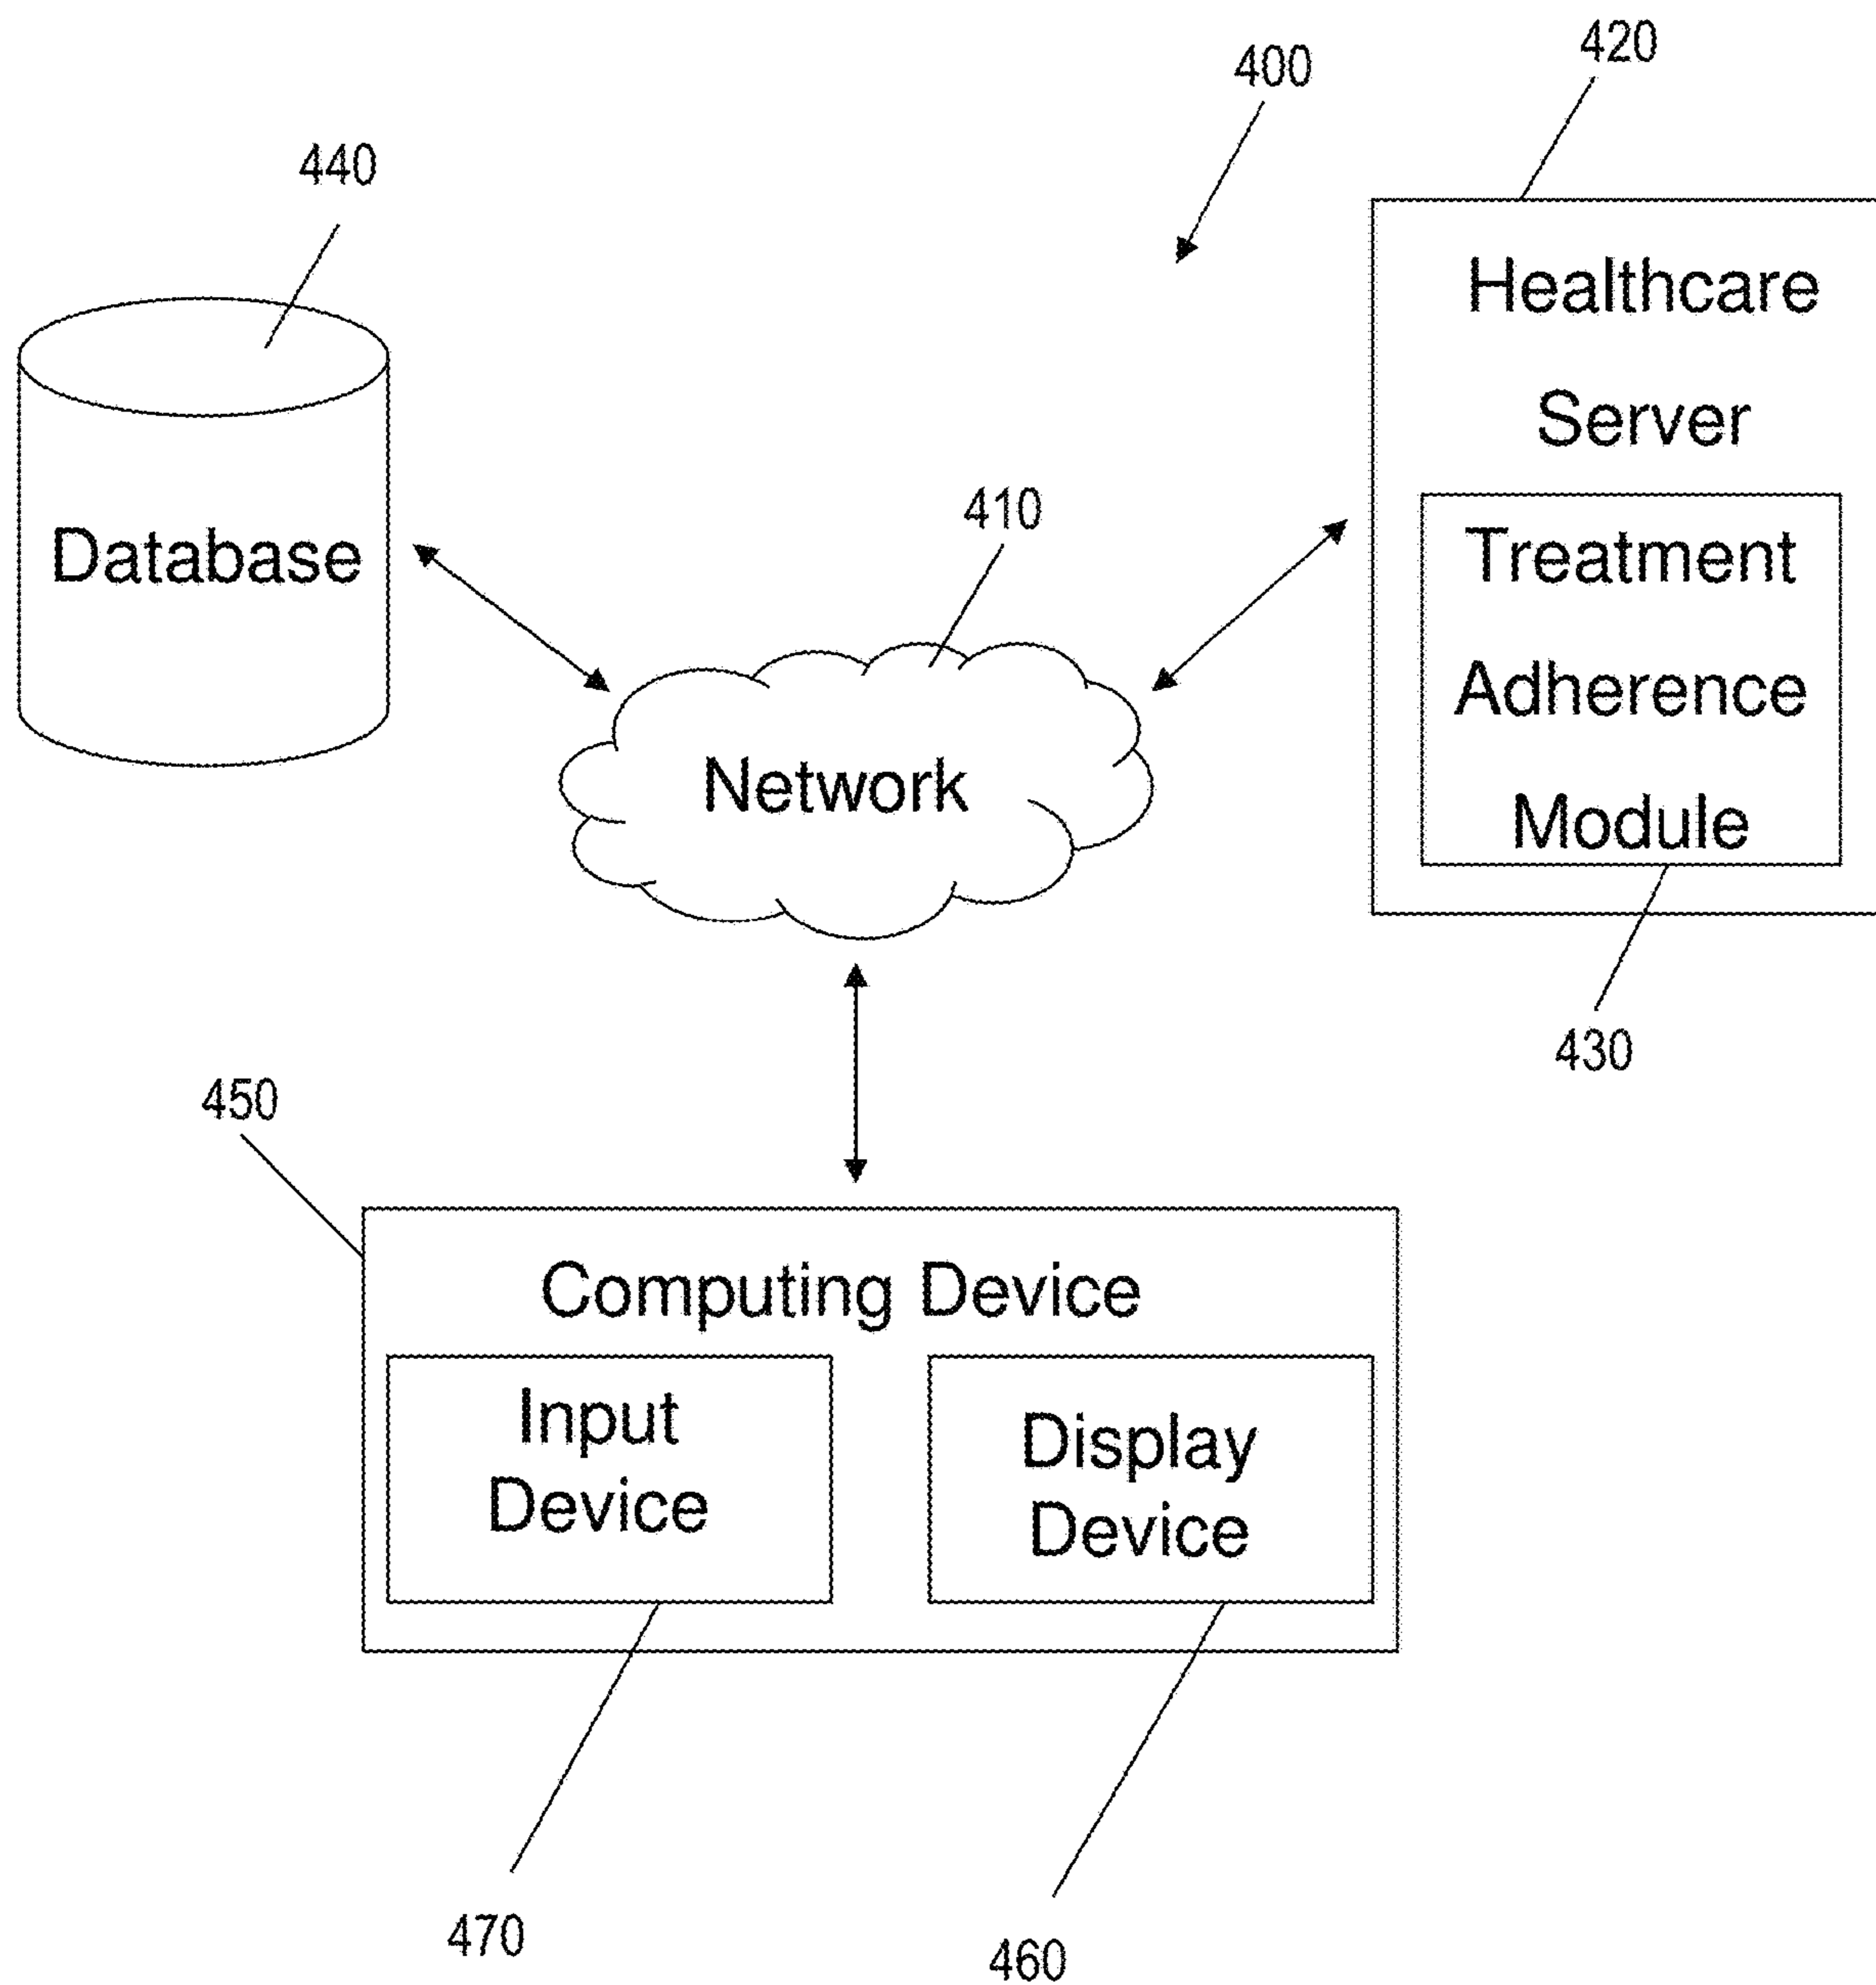 420
400
440
Healthcare
Server
410
Treatment
Database
Adherence
Network
Module
430
450
Computing Device
Input
Device
Display
Device
470
460